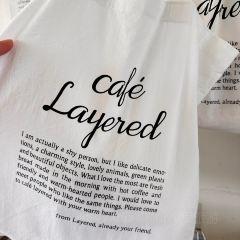 café
Layered
I am actually a shy person, but I like delicate emo-
tions, a charming style, lovely animals, green plants
and beautiful objects. What I love the most are fresh
bread made in the morning with hot coffee and
friendly and warm-hearted people. I would love to
meet people who like the same things. Please come
to café layered with your warm heart.
from Layered, already your friend.